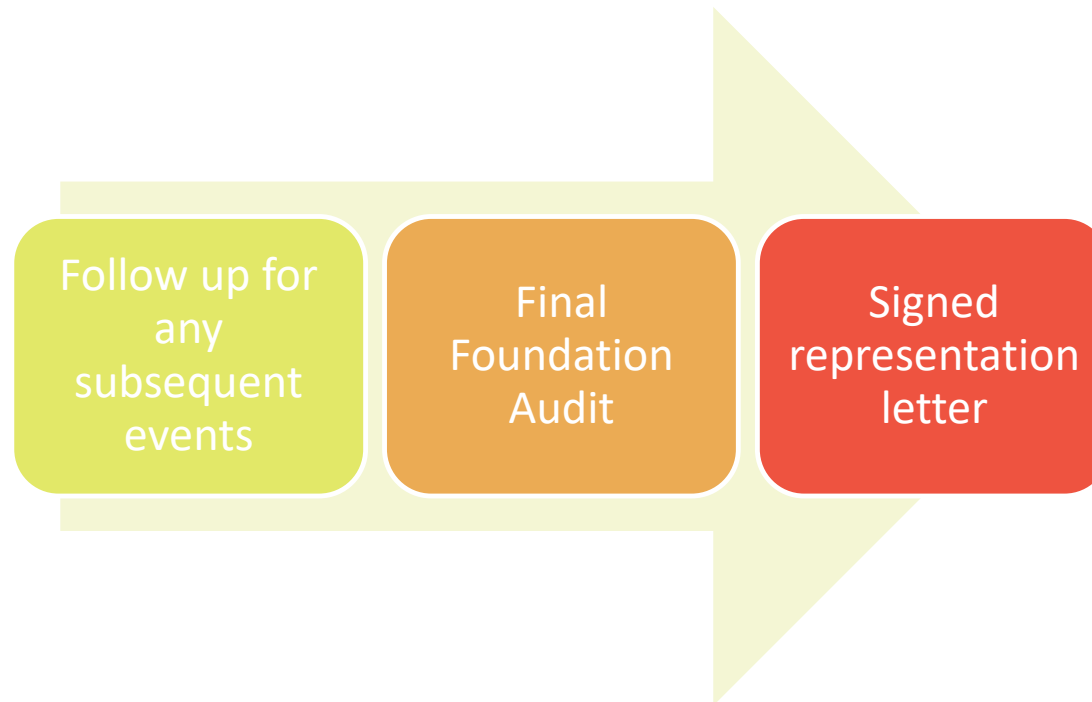 Follow up for
any
subsequent
events
Final
Foundation
Audit
Signed
representation
letter